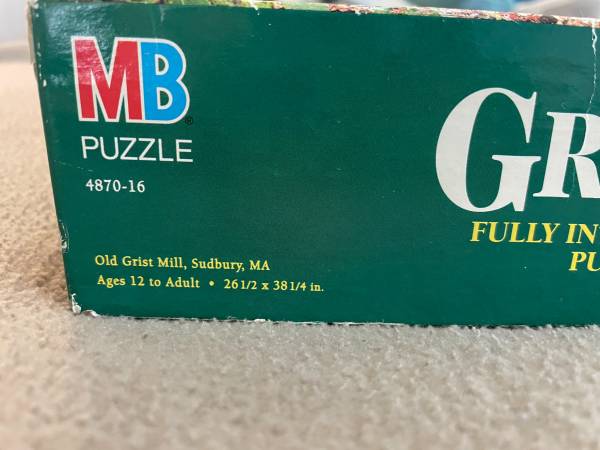 MB®
PUZZLE
4870-16
Old Grist Mill, Sudbury, MA
Ages 12 to Adult • 26 1/2 x 38 1/4 in.
GR
FULLY IN
PU